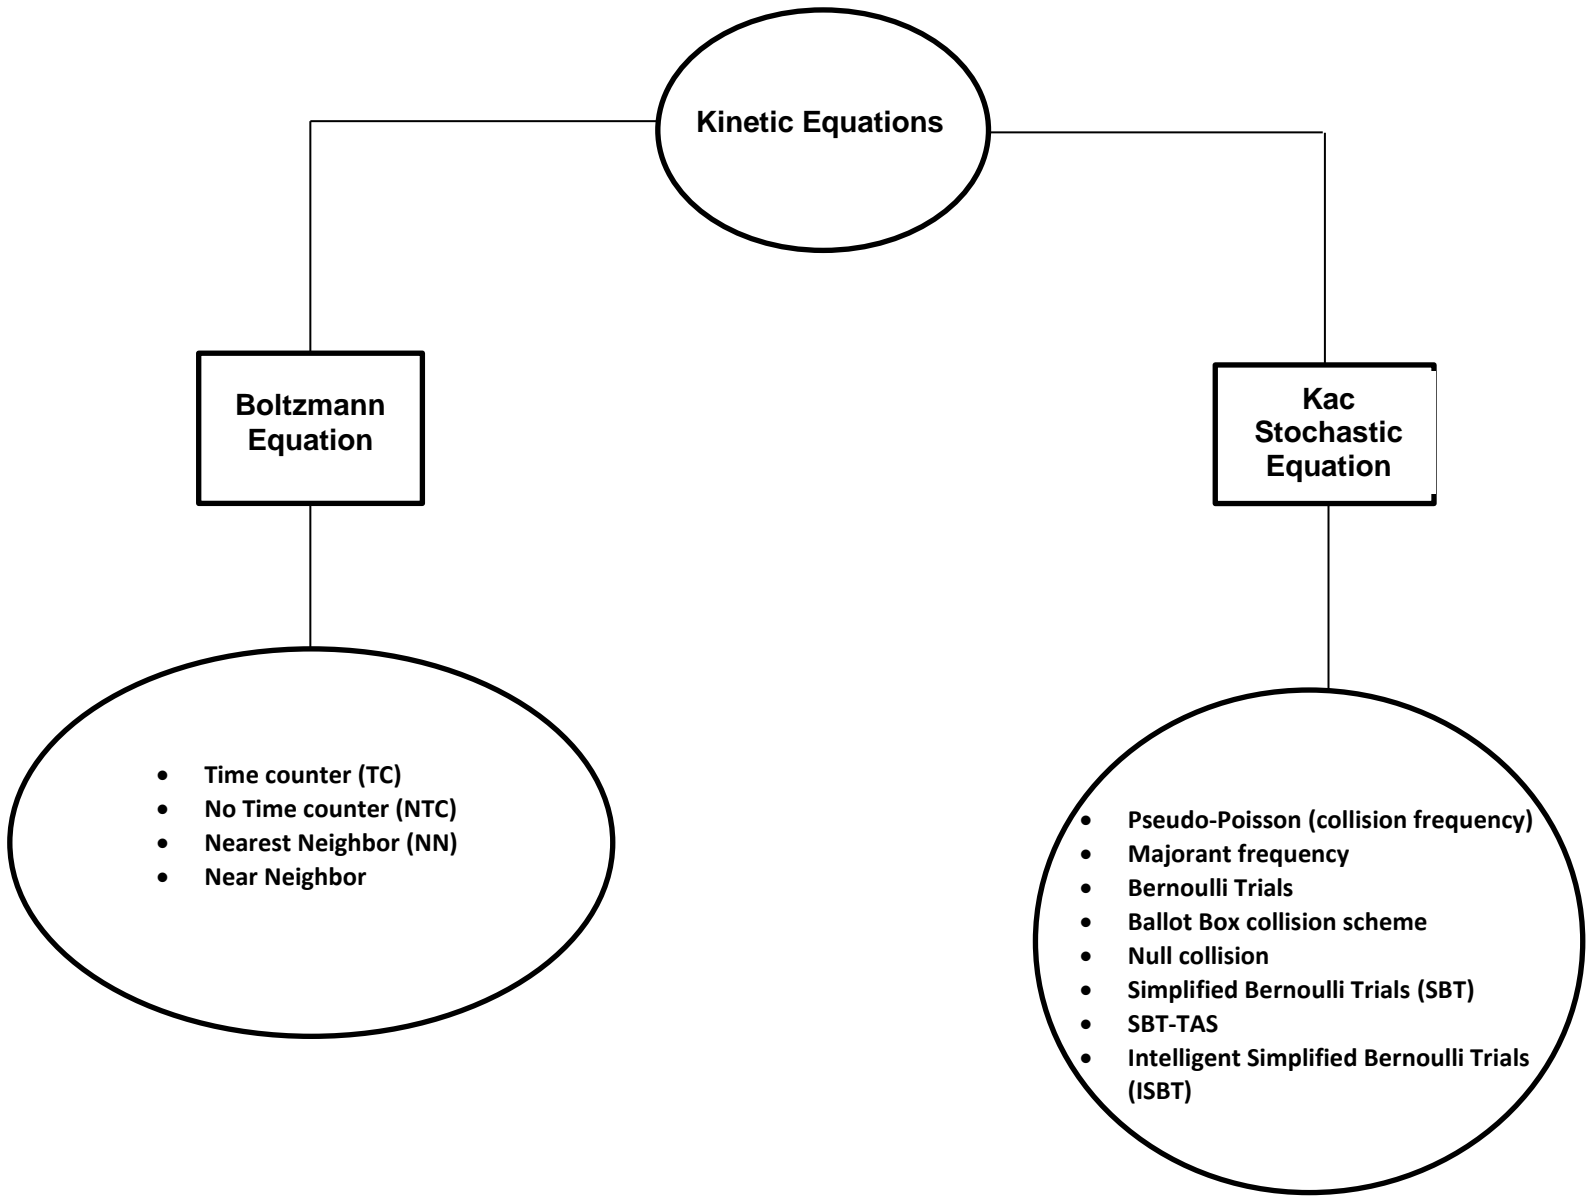 Kinetic Equations
Boltzmann
Equation
Kac
Stochastic
Equation
• Time counter (TC)
• No Time counter (NTC)
• Nearest Neighbor (NN)
• Near Neighbor
• Pseudo-Poisson (collision frequency)
• Majorant frequency
• Bernoulli Trials
• Ballot Box collision scheme
• Null collision
• Simplified Bernoulli Trials (SBT)
• SBT-TAS
• Intelligent Simplified Bernoulli Trials
(ISBT)